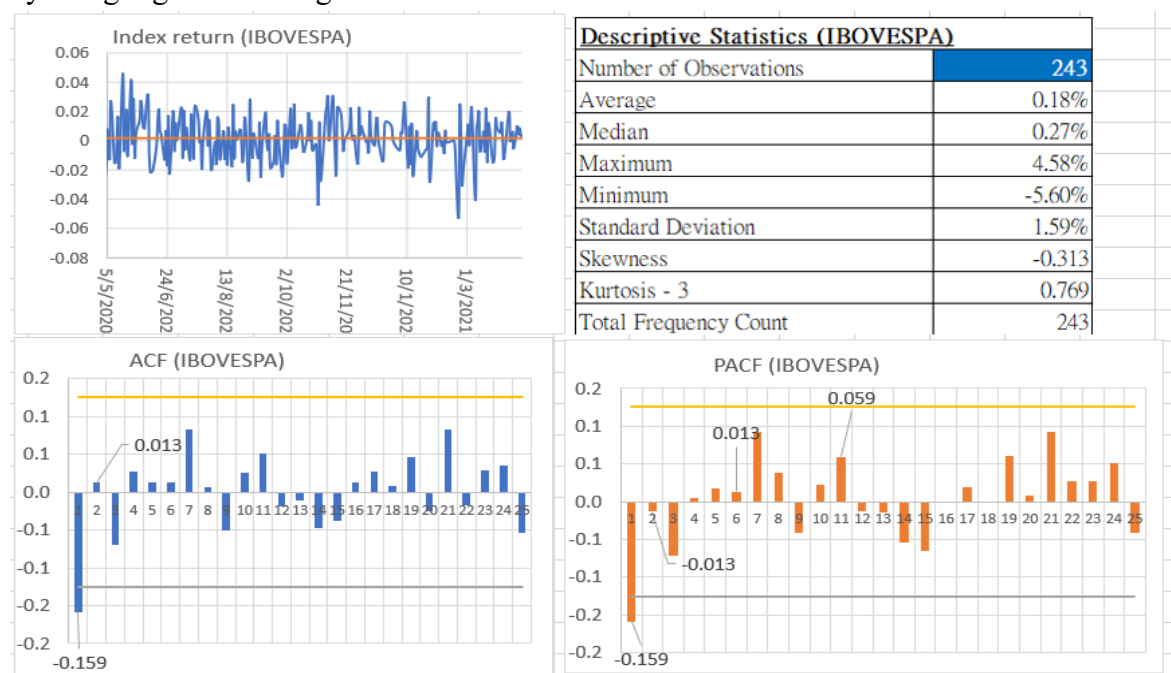 Index return (IBOVESPA)
0.06
0.04
0.02
0
-0.02
-0.04
-0.06
-0.08
5/5/2020
24/6/202
13/8/202
2/10/202
21/11/20
10/1/202
1/3/2021
Descriptive Statistics (IBOVESPA)
Number of Observations 243
Average 0.18%
Median 0.27%
Maximum 4.58%
Minimum -5.60%
Standard Deviation 1.59%
Skewness -0.313
Kurtosis - 3 0.769
Total Frequency Count 243
ACF (IBOVESPA)
0.2
0.1
0.1
0.0
-0.1
-0.1
-0.2
-0.2
0.013
1 2 3 4 5 6 7 8 9 10 11 12 13 14 15 16 17 18 19 20 21 22 23 24 25
-0.159
PACF (IBOVESPA)
0.2
0.1
0.1
0.0
-0.1
-0.1
-0.2
-0.2
0.059
0.013
1 2 3 4 5 6 7 8 9 10 11 12 13 14 15 16 17 18 19 20 21 22 23 24 25
-0.013
-0.159